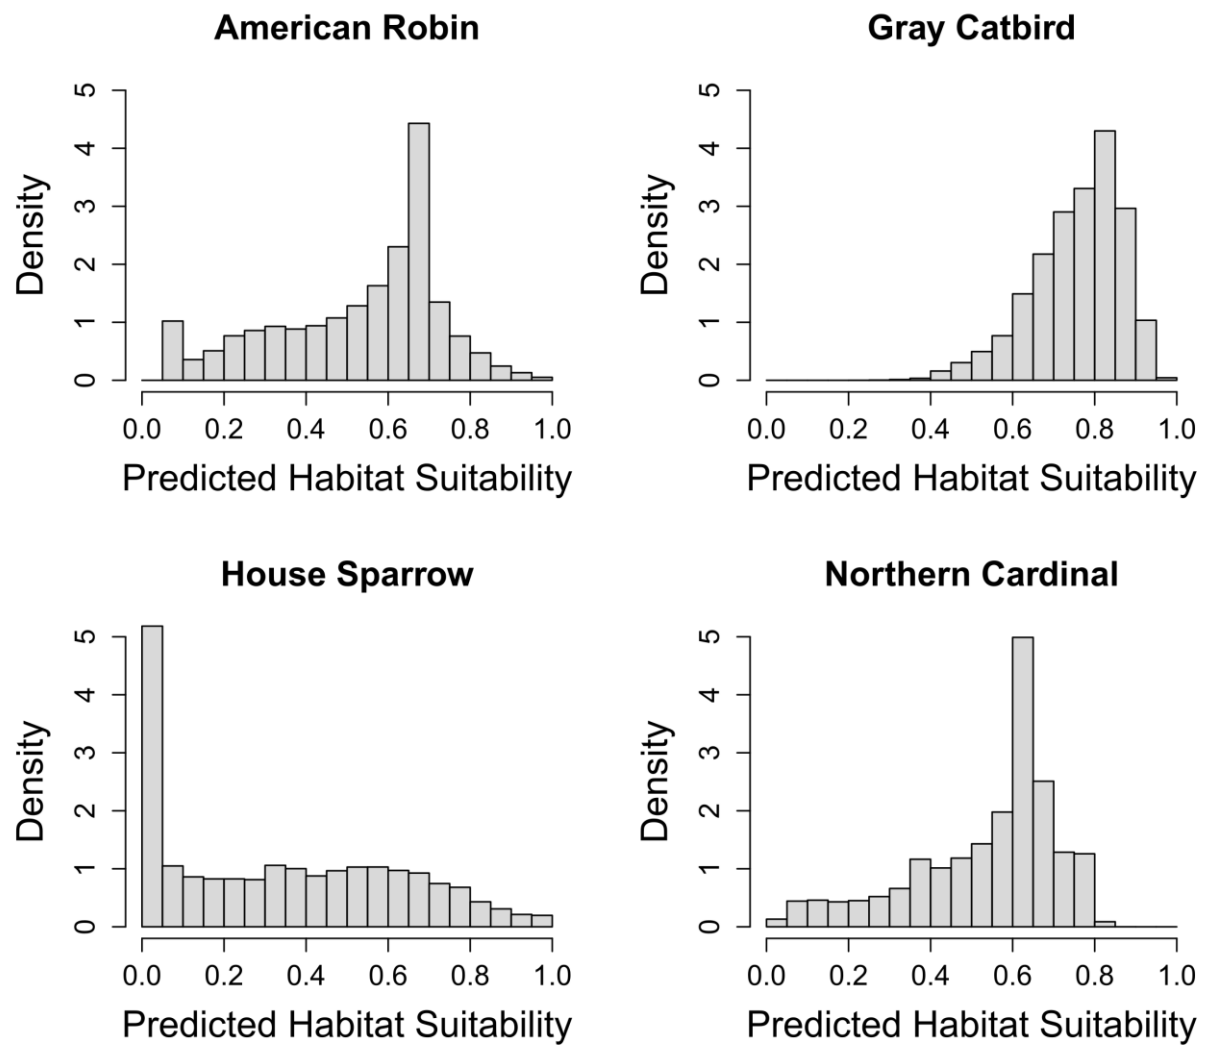 American Robin
Gray Catbird
5
4
3
2
1
0
Density
0.0 0.2 0.4 0.6 0.8 1.0
Predicted Habitat Suitability
5
4
3
2
1
0
Density
0.0 0.2 0.4 0.6 0.8 1.0
Predicted Habitat Suitability
House Sparrow
Northern Cardinal
5
4
3
2
1
0
Density
0.0 0.2 0.4 0.6 0.8 1.0
Predicted Habitat Suitability
5
4
3
2
1
0
Density
0.0 0.2 0.4 0.6 0.8 1.0
Predicted Habitat Suitability